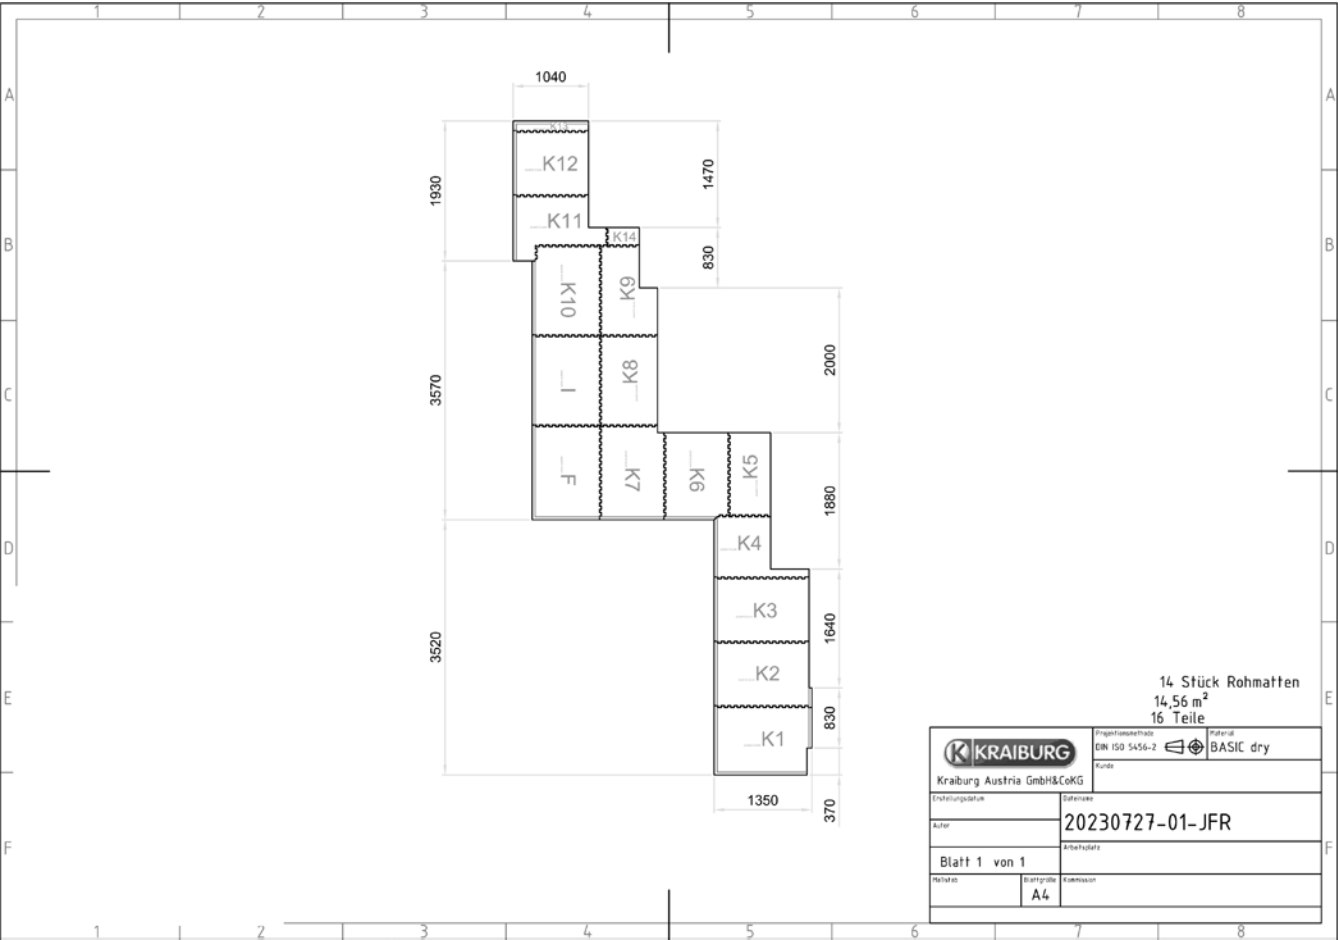 1 2 3 4 5 6 7 8
A A
B B
C C
D D
E E
F F
1040
K13
K12
K11
K14
1930
1470
830
K10
K9
I
K8
3570
2000
F
K7
K6
K5
1880
K4
K3
K2
K1
3520
1640
830
370
1350
14 Stück Rohmatten
14,56 m²
16 Teile
K KRAIBURG
Kraiburg Austria GmbH&CoKG
Projektionsmethode
DIN ISO 5456-2
Material
BASIC dry
Kunde
Erstellungsdatum
Dateiname
20230727-01-JFR
Autor
Arbeitsplatz
Blatt 1 von 1
Maßstab
Blattgröße
A4
Kommission
1 2 3 4 5 6 7 8